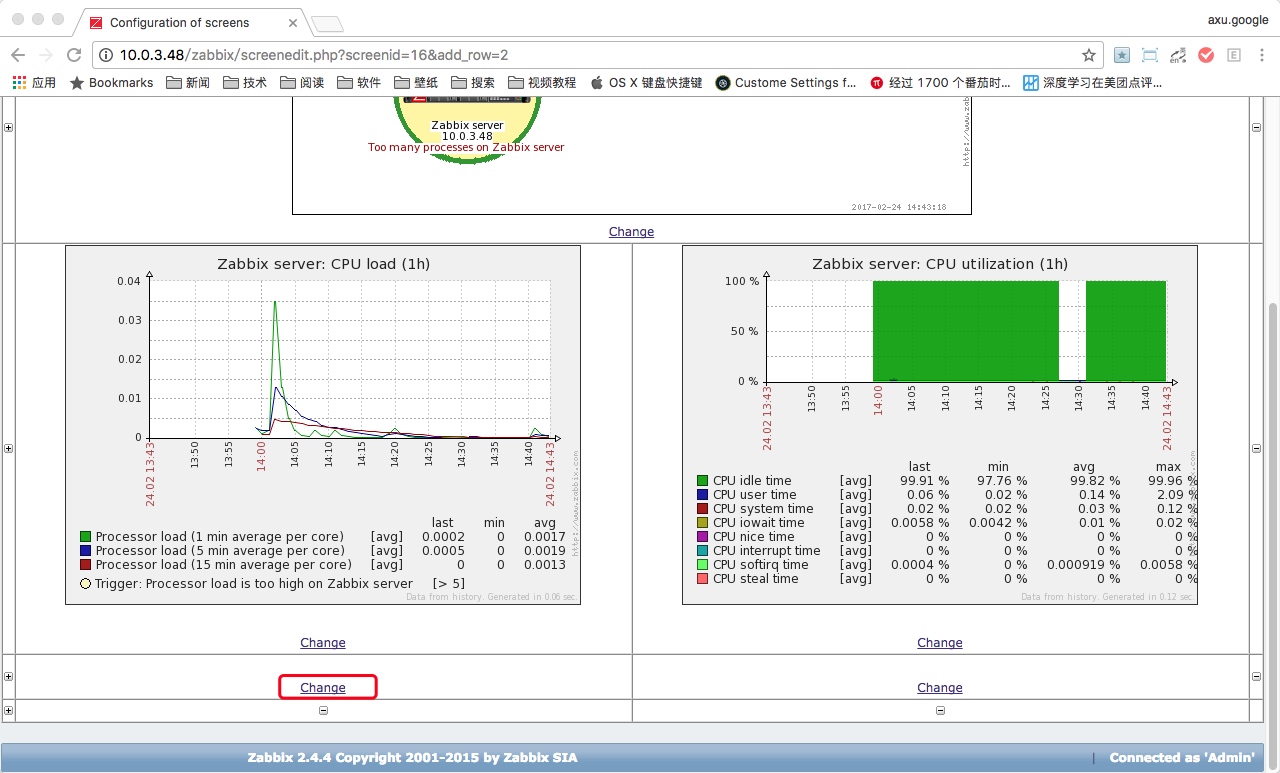 Configuration of screens
axu.google
10.0.3.48/zabbix/screenedit.php?screenid=16&add_row=2
应用 Bookmarks 新闻 技术 阅读 软件 壁纸 搜索 视频教程 OS X 键盘快捷键 Custome Settings f... 经过 1700 个番茄时... 深度学习在美团点评...
Zabbix server
10.0.3.48
Too many processes on Zabbix server
2017-02-24 14:43:18
Change
Zabbix server: CPU load (1h)
0.04
0.03
0.02
0.01
0
24.02 13:43 13:50 13:55 14:00 14:05 14:10 14:15 14:20 14:25 14:30 14:35 14:40 24.02 14:43
http://www.zabbix.com
last min avg
Processor load (1 min average per core) [avg] 0.0002 0 0.0017
Processor load (5 min average per core) [avg] 0.0005 0 0.0019
Processor load (15 min average per core) [avg] 0 0 0.0013
Trigger: Processor load is too high on Zabbix server [> 5]
Data from history. Generated in 0.06 sec.
Change
Zabbix server: CPU utilization (1h)
100 %
50 %
0 %
24.02 13:43 13:50 13:55 14:00 14:05 14:10 14:15 14:20 14:25 14:30 14:35 14:40 24.02 14:43
last min avg max
CPU idle time [avg] 99.91 % 97.76 % 99.82 % 99.96 %
CPU user time [avg] 0.06 % 0.02 % 0.14 % 2.09 %
CPU system time [avg] 0.02 % 0.02 % 0.03 % 0.12 %
CPU iowait time [avg] 0.0058 % 0.0042 % 0.01 % 0.02 %
CPU nice time [avg] 0 % 0 % 0 % 0 %
CPU interrupt time [avg] 0 % 0 % 0 % 0 %
CPU softirq time [avg] 0.0004 % 0 % 0.000919 % 0.0058 %
CPU steal time [avg] 0 % 0 % 0 % 0 %
Data from history. Generated in 0.12 sec.
Change
Change
Change
Zabbix 2.4.4 Copyright 2001-2015 by Zabbix SIA
| Connected as 'Admin'